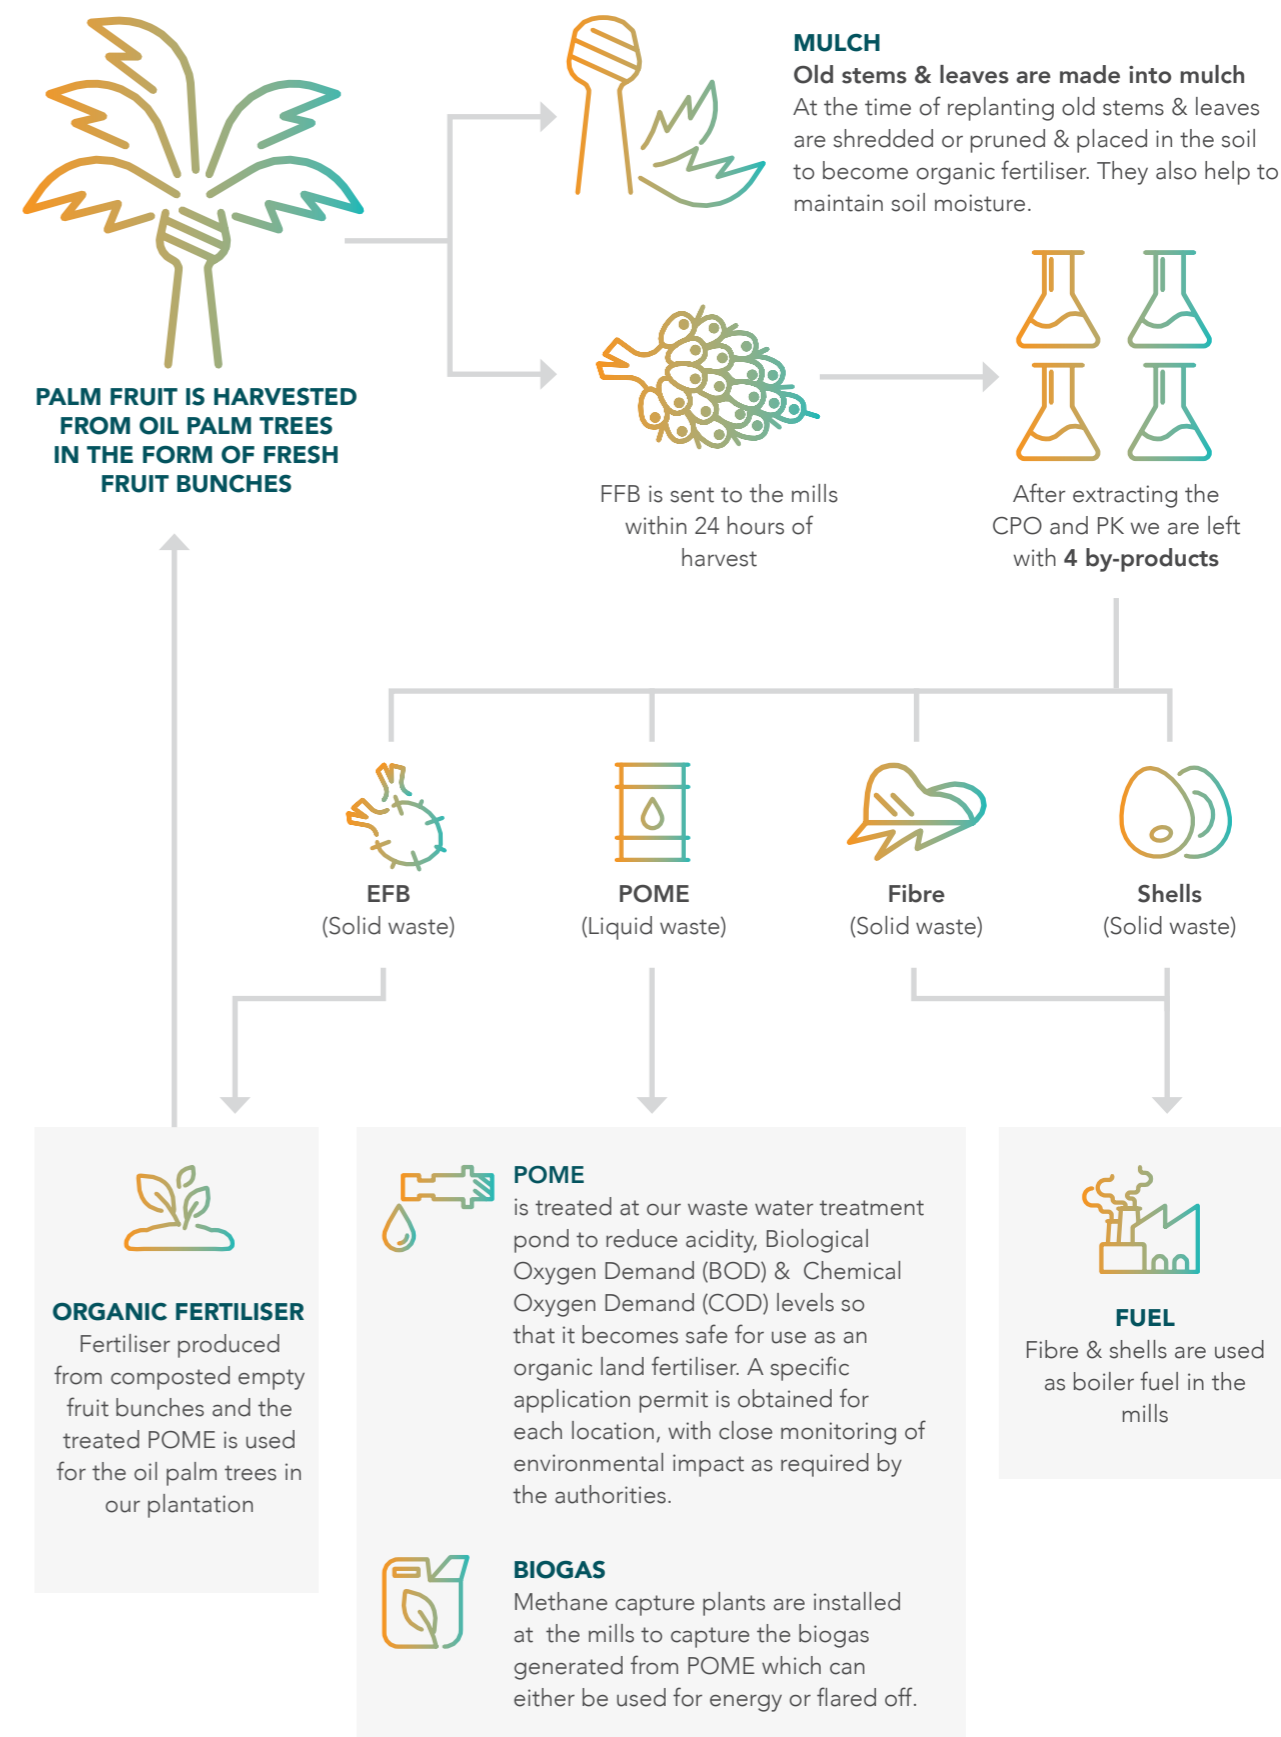 MULCH
Old stems & leaves are made into mulch
At the time of replanting old stems & leaves
are shredded or pruned & placed in the soil
to become organic fertiliser. They also help to
maintain soil moisture.
PALM FRUIT IS HARVESTED
FROM OIL PALM TREES
IN THE FORM OF FRESH
FRUIT BUNCHES
FFB is sent to the mills
within 24 hours of
harvest
After extracting the
CPO and PK we are left
with 4 by-products
EFB
(Solid waste)
POME
(Liquid waste)
Fibre
(Solid waste)
Shells
(Solid waste)
ORGANIC FERTILISER
Fertiliser produced
from composted empty
fruit bunches and the
treated POME is used
for the oil palm trees in
our plantation
POME
is treated at our waste water treatment
pond to reduce acidity, Biological
Oxygen Demand (BOD) & Chemical
Oxygen Demand (COD) levels so
that it becomes safe for use as an
organic land fertiliser. A specific
application permit is obtained for
each location, with close monitoring of
environmental impact as required by
the authorities.
BIOGAS
Methane capture plants are installed
at the mills to capture the biogas
generated from POME which can
either be used for energy or flared off.
FUEL
Fibre & shells are used
as boiler fuel in the
mills